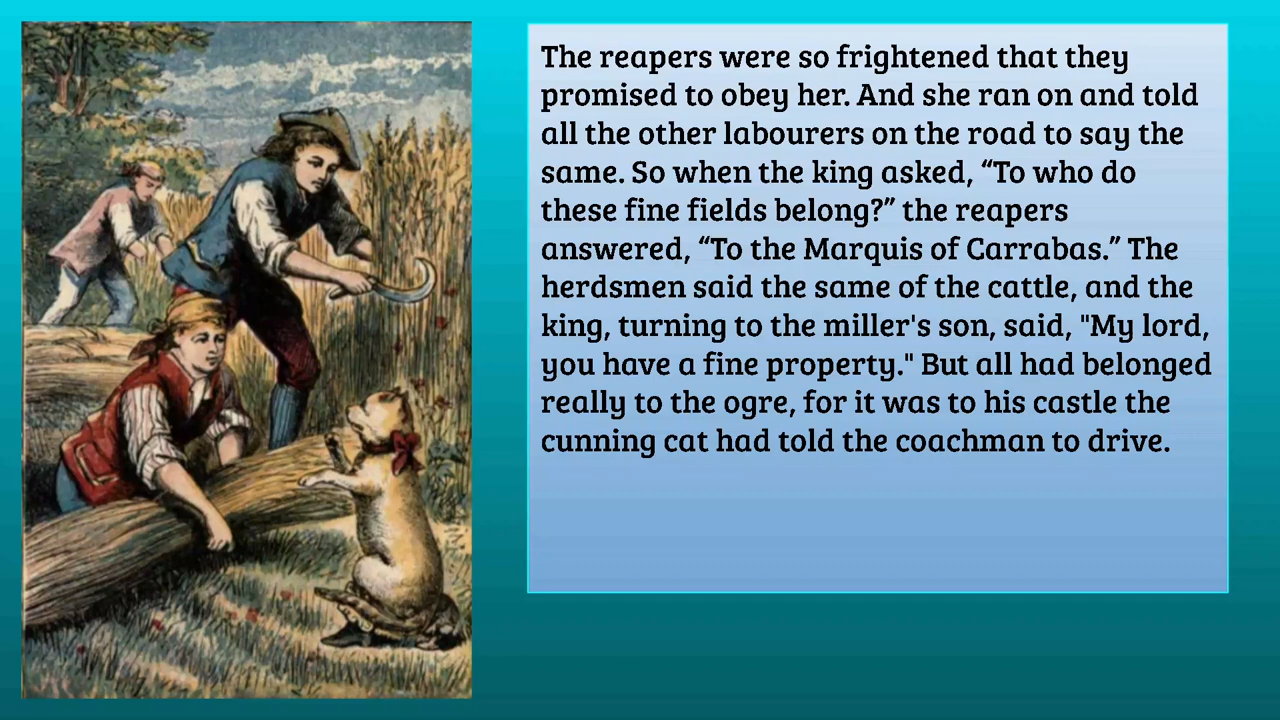 The reapers were so frightened that they
promised to obey her. And she ran on and told
all the other labourers on the road to say the
same. So when the king asked, “To who do
these fine fields belong?” the reapers
answered, “To the Marquis of Carrabas.” The
herdsmen said the same of the cattle, and the
king, turning to the miller's son, said, "My lord,
you have a fine property." But all had belonged
really to the ogre, for it was to his castle the
cunning cat had told the coachman to drive.